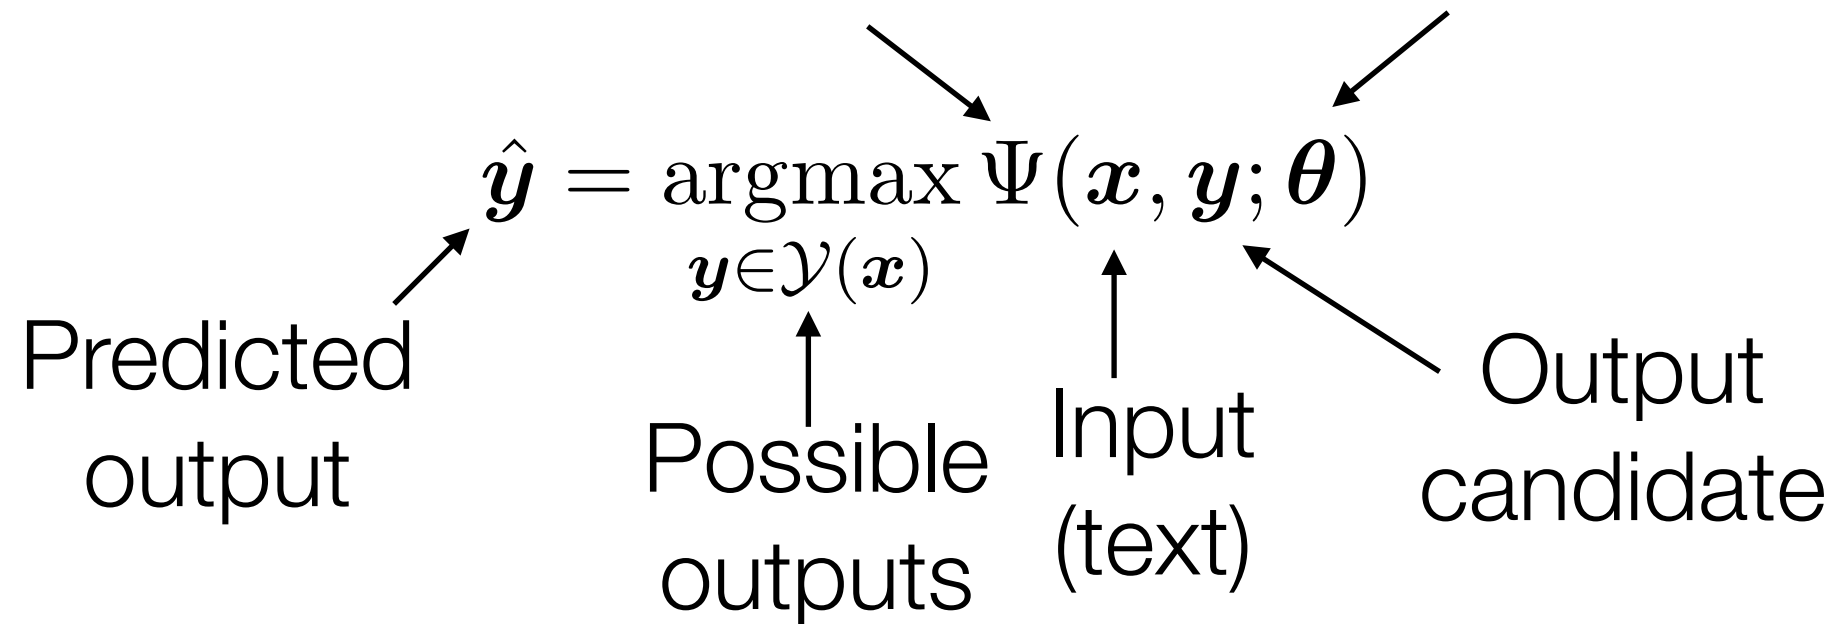 ŷ = argmax Ψ(x, y; θ)
y∈𝒴(x)
Predicted
output
Possible
outputs
Input
(text)
Output
candidate